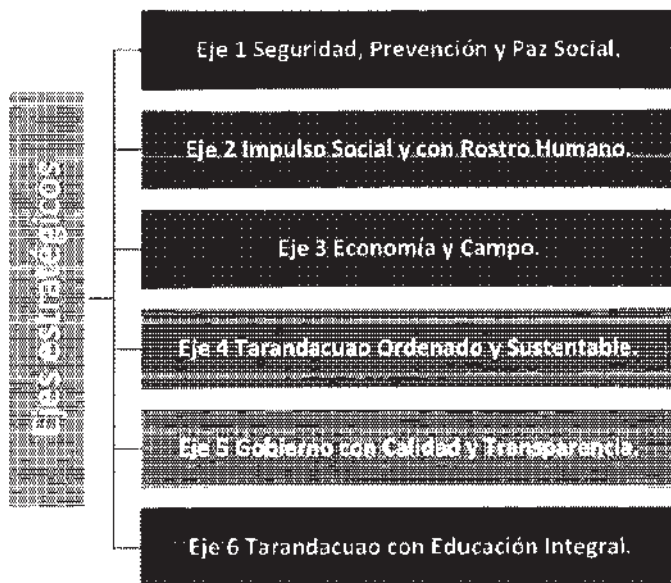 Ejes estratégicos
Eje 1 Seguridad, Prevención y Paz Social.
Eje 2 Impulso Social y con Rostro Humano.
Eje 3 Economía y Campo.
Eje 4 Tarandacuao Ordenado y Sustentable.
Eje 5 Gobierno con Calidad y Transparencia.
Eje 6 Tarandacuao con Educación Integral.